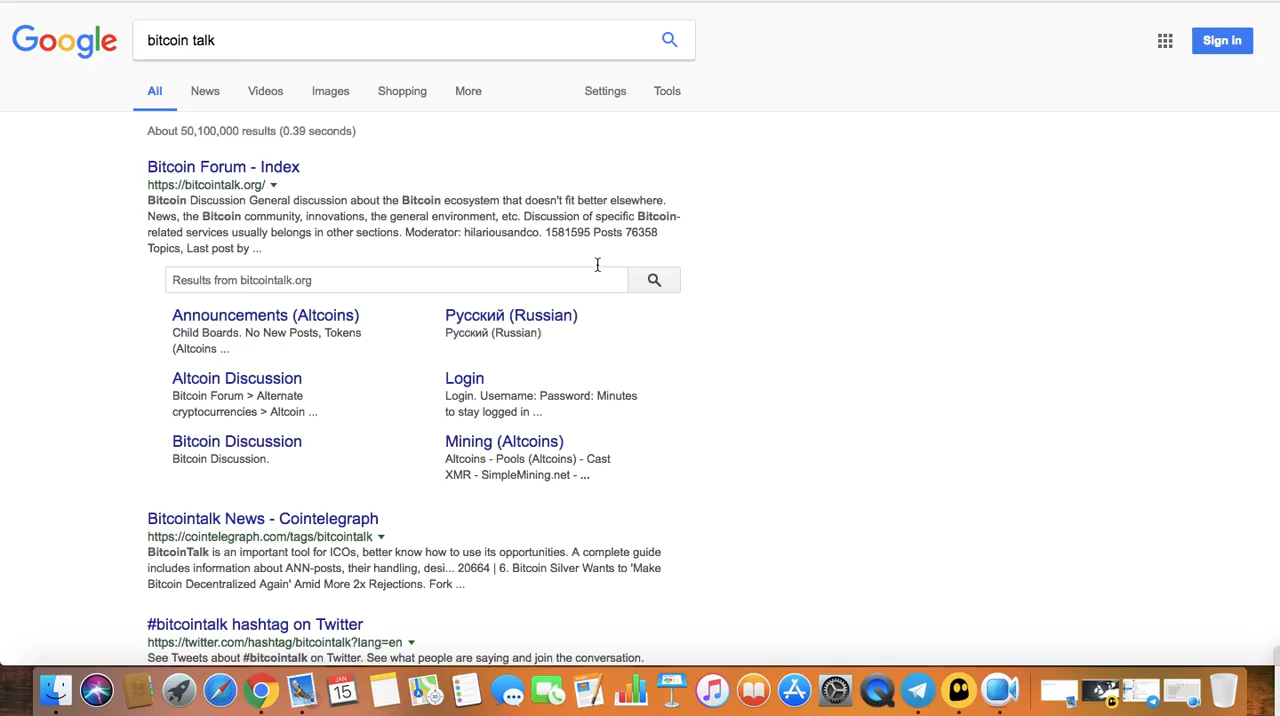 Google
bitcoin talk
Sign in
All News Videos Images Shopping More Settings Tools
About 50,100,000 results (0.39 seconds)
Bitcoin Forum - Index
https://bitcointalk.org/
Bitcoin Discussion General discussion about the Bitcoin ecosystem that doesn't fit better elsewhere.
News, the Bitcoin community, innovations, the general environment, etc. Discussion of specific Bitcoin-
related services usually belongs in other sections. Moderator: hilariousandco. 1581595 Posts 76358
Topics, Last post by ...
Results from bitcointalk.org
Announcements (Altcoins)
Child Boards. No New Posts, Tokens
(Altcoins ...
Русский (Russian)
Русский (Russian)
Altcoin Discussion
Bitcoin Forum > Alternate
cryptocurrencies > Altcoin ...
Login
Login. Username: Password: Minutes
to stay logged in ...
Bitcoin Discussion
Bitcoin Discussion.
Mining (Altcoins)
Altcoins - Pools (Altcoins) - Cast
XMR - SimpleMining.net - ...
Bitcointalk News - Cointelegraph
https://cointelegraph.com/tags/bitcointalk
BitcoinTalk is an important tool for ICOs, better know how to use its opportunities. A complete guide
includes information about ANN-posts, their handling, desi... 20664 | 6. Bitcoin Silver Wants to 'Make
Bitcoin Decentralized Again' Amid More 2x Rejections. Fork ...
#bitcointalk hashtag on Twitter
https://twitter.com/hashtag/bitcointalk?lang=en
See Tweets about #bitcointalk on Twitter. See what people are saying and join the conversation.
JAN
15